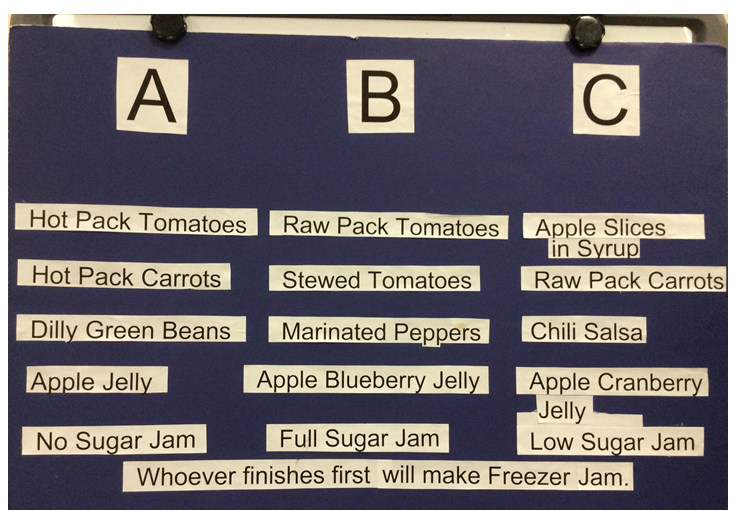 A B C
Hot Pack Tomatoes Raw Pack Tomatoes Apple Slices
in Syrup
Hot Pack Carrots Stewed Tomatoes Raw Pack Carrots
Dilly Green Beans Marinated Peppers Chili Salsa
Apple Jelly Apple Blueberry Jelly Apple Cranberry
Jelly
No Sugar Jam Full Sugar Jam Low Sugar Jam
Whoever finishes first will make Freezer Jam.